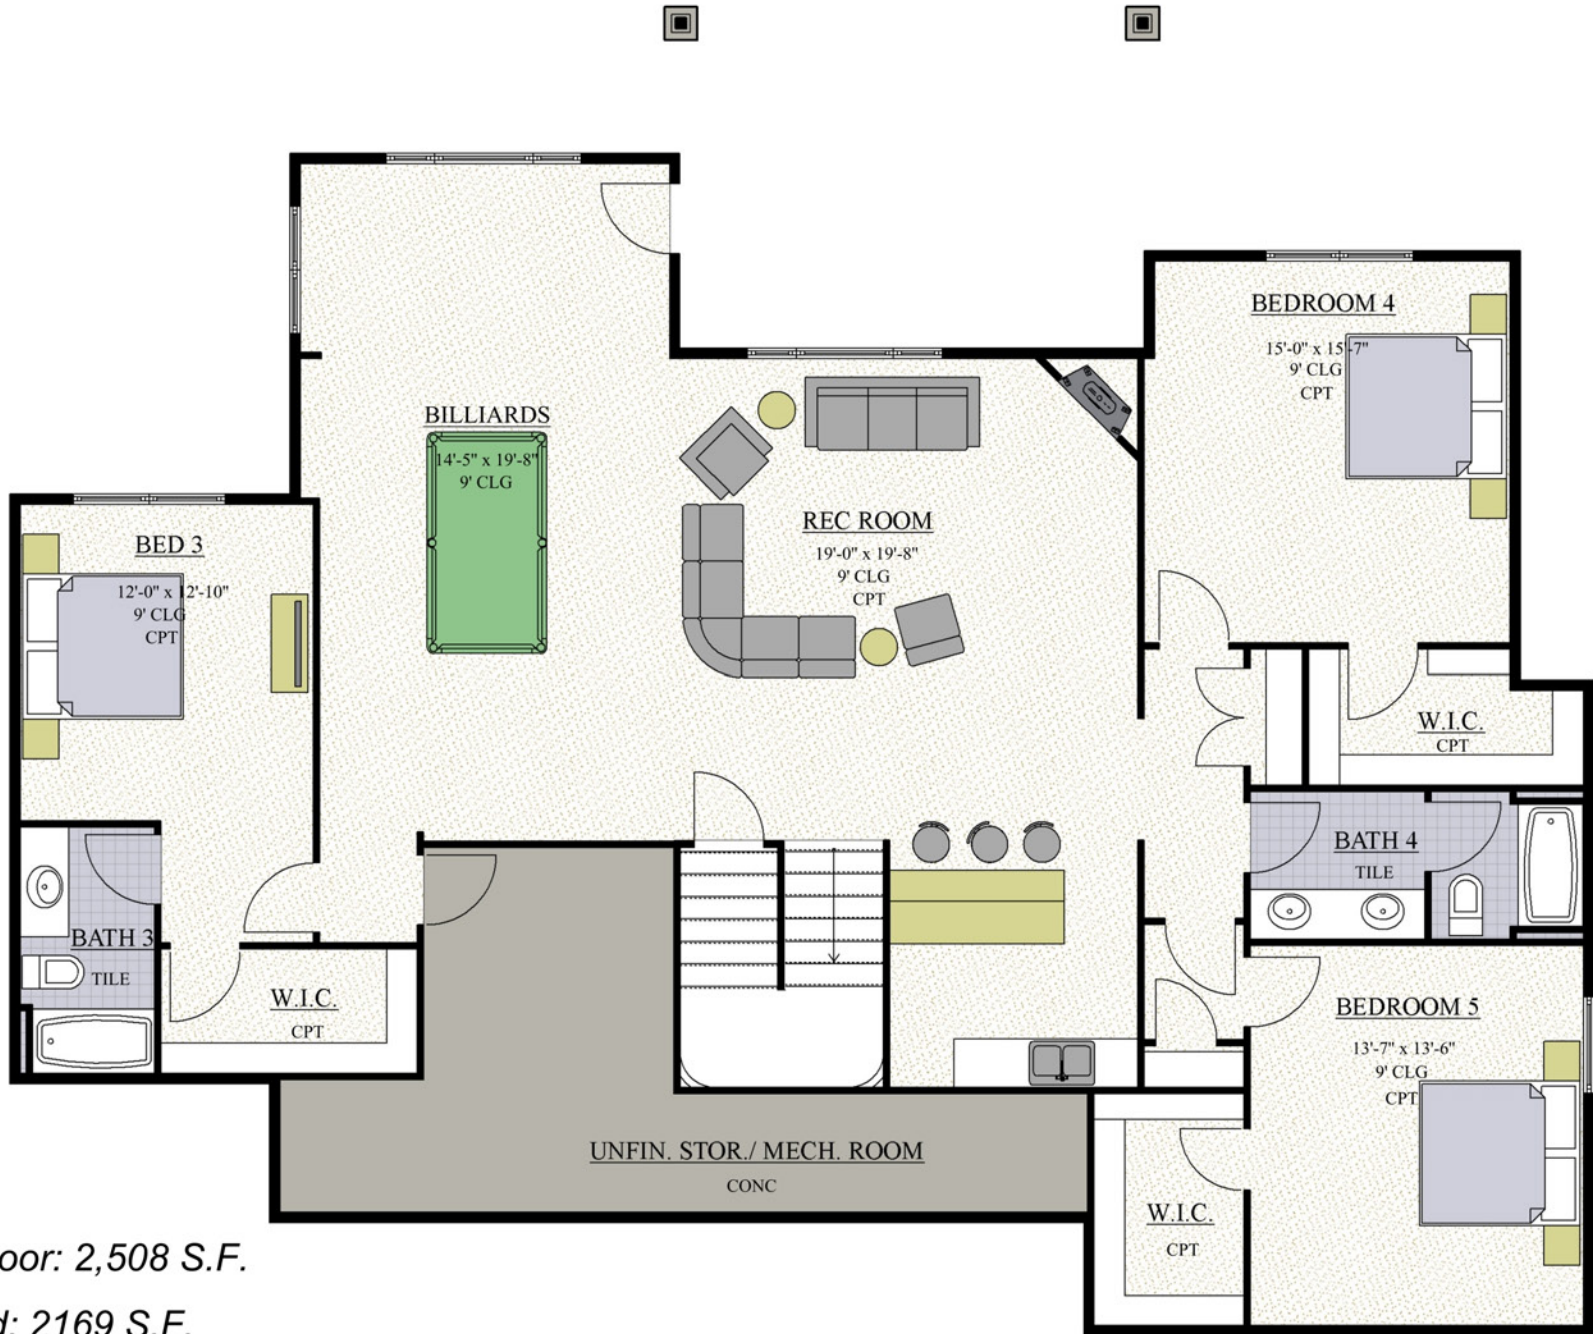 BEDROOM 4
15'-0" x 15'-7"
9' CLG
CPT
BILLIARDS
14'-5" x 19'-8"
9' CLG
REC ROOM
19'-0" x 19'-8"
9' CLG
CPT
BED 3
12'-0" x 12'-10"
9' CLG
CPT
W.I.C.
CPT
BATH 4
TILE
BATH 3
TILE
W.I.C.
CPT
BEDROOM 5
13'-7" x 13'-6"
9' CLG
CPT
UNFIN. STOR./ MECH. ROOM
CONC
W.I.C.
CPT
oor: 2,508 S.F.
d: 2169 S.F.